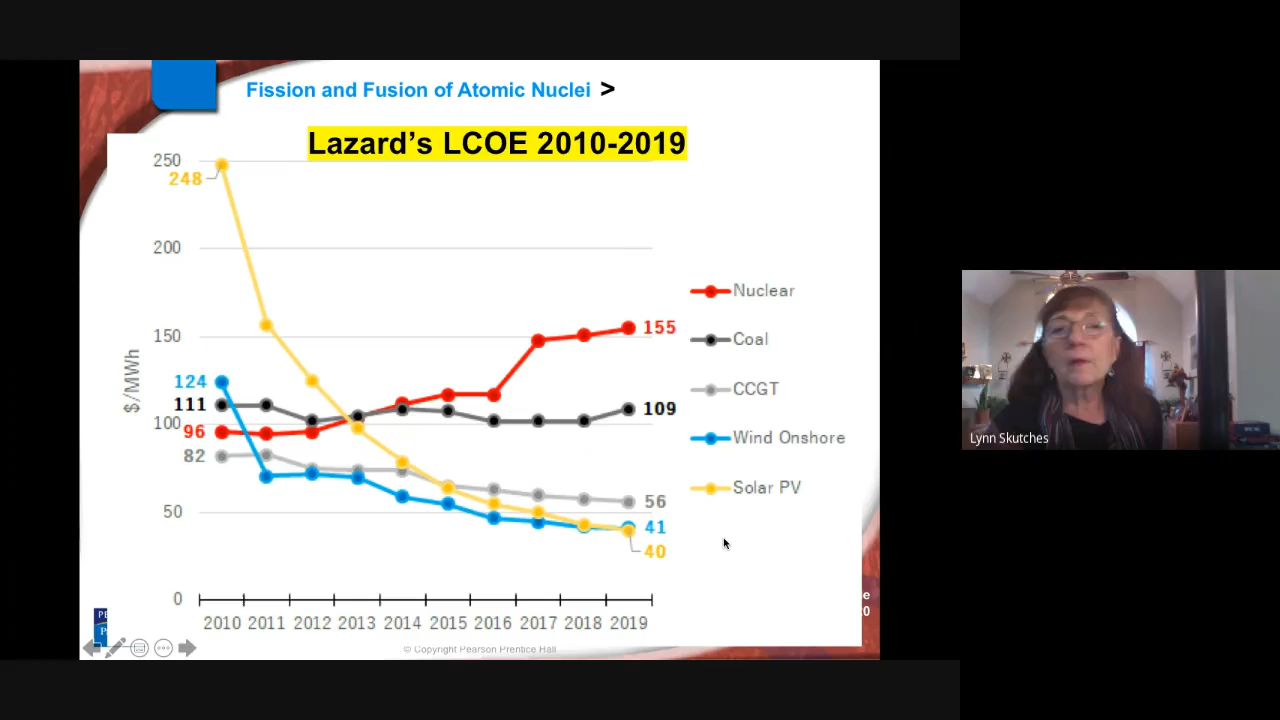 Fission and Fusion of Atomic Nuclei >
Lazard's LCOE 2010-2019
250
248
200
150
$/MWh
124
111
100
96
82
50
0
155
109
56
41
40
Nuclear
Coal
CCGT
Wind Onshore
Solar PV
2010 2011 2012 2013 2014 2015 2016 2017 2018 2019
© Copyright Pearson Prentice Hall
Lynn Skutches